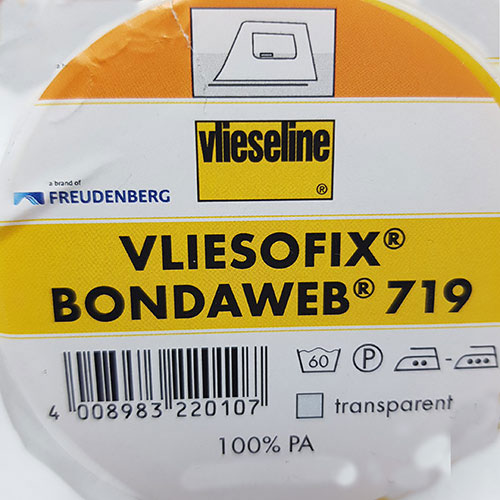 vlieseline
®
a brand of
FREUDENBERG
VLIESOFIX®
BONDAWEB® 719
60 P -
4 008983 220107
transparent
100% PA